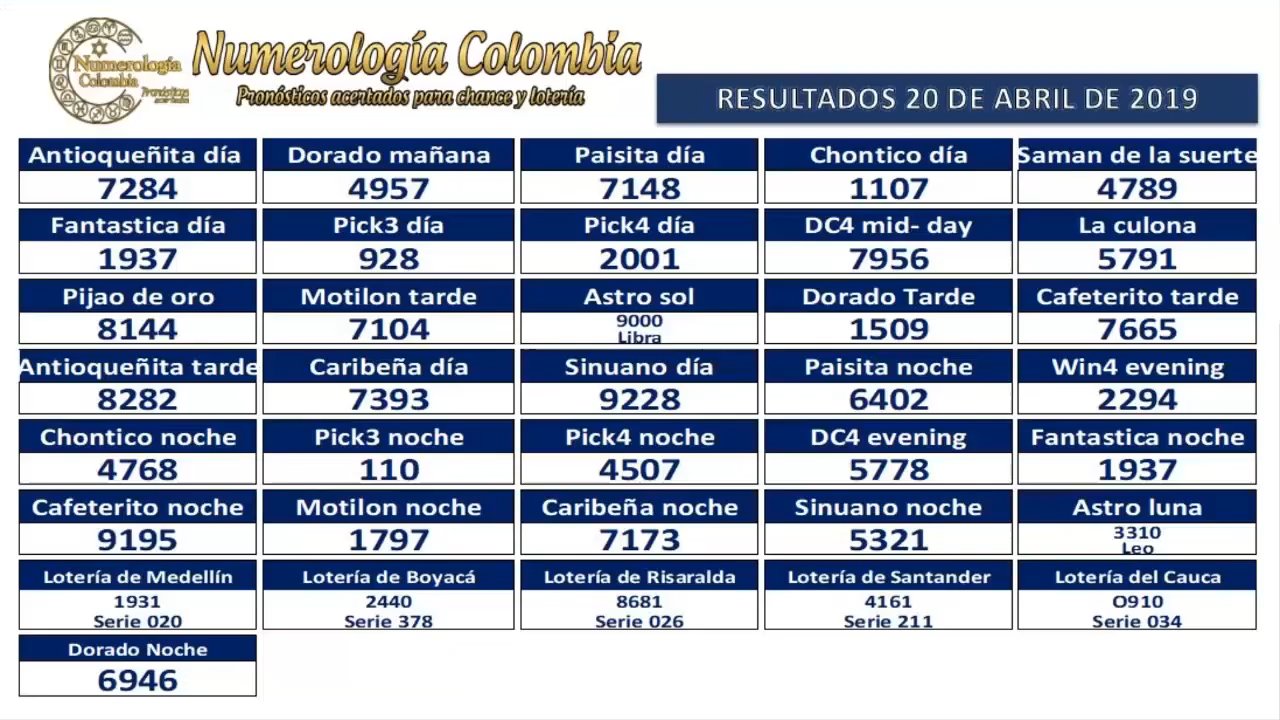 Numerología
Colombia
Pronósticos
Numerología Colombia
Pronósticos acertados para chance y lotería
RESULTADOS 20 DE ABRIL DE 2019
Antioqueñita día Dorado mañana Paisita día Chontico día Saman de la suerte
7284 4957 7148 1107 4789
Fantastica día Pick3 día Pick4 día DC4 mid- day La culona
1937 928 2001 7956 5791
Pijao de oro Motilon tarde Astro sol Dorado Tarde Cafeterito tarde
8144 7104 9000 1509 7665
Libra
Antioqueñita tarde Caribeña día Sinuano día Paisita noche Win4 evening
8282 7393 9228 6402 2294
Chontico noche Pick3 noche Pick4 noche DC4 evening Fantastica noche
4768 110 4507 5778 1937
Cafeterito noche Motilon noche Caribeña noche Sinuano noche Astro luna
9195 1797 7173 5321 3310
Leo
Lotería de Medellín Lotería de Boyacá Lotería de Risaralda Lotería de Santander Lotería del Cauca
1931 2440 8681 4161 O910
Serie 020 Serie 378 Serie 026 Serie 211 Serie 034
Dorado Noche
6946